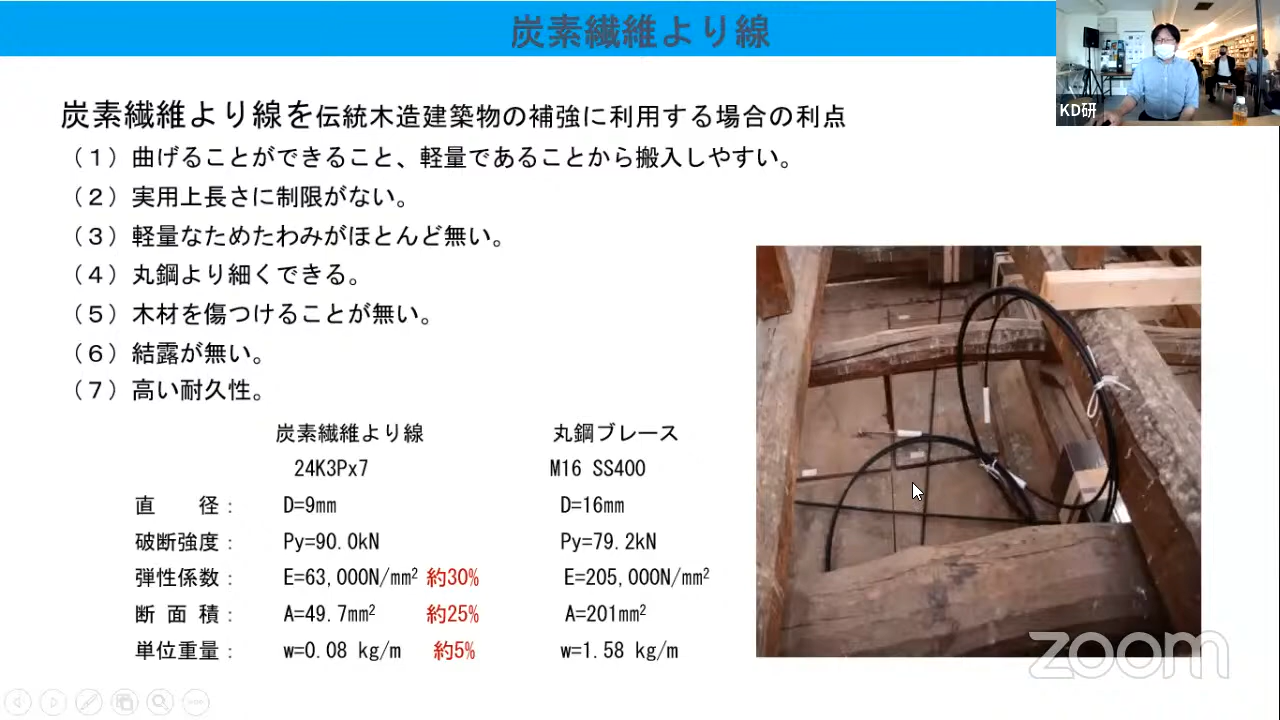 炭素繊維より線
KD研
炭素繊維より線を伝統木造建築物の補強に利用する場合の利点
（１）曲げることができること、軽量であることから搬入しやすい。
（２）実用上長さに制限がない。
（３）軽量なためたわみがほとんど無い。
（４）丸鋼より細くできる。
（５）木材を傷つけることが無い。
（６）結露が無い。
（７）高い耐久性。
炭素繊維より線 丸鋼ブレース
24K3Px7 M16 SS400
直　　径： D=9mm D=16mm
破断強度： Py=90.0kN Py=79.2kN
弾性係数： E=63,000N/mm² 約30% E=205,000N/mm²
断 面 積： A=49.7mm² 約25% A=201mm²
単位重量： w=0.08 kg/m 約5% w=1.58 kg/m
zoom